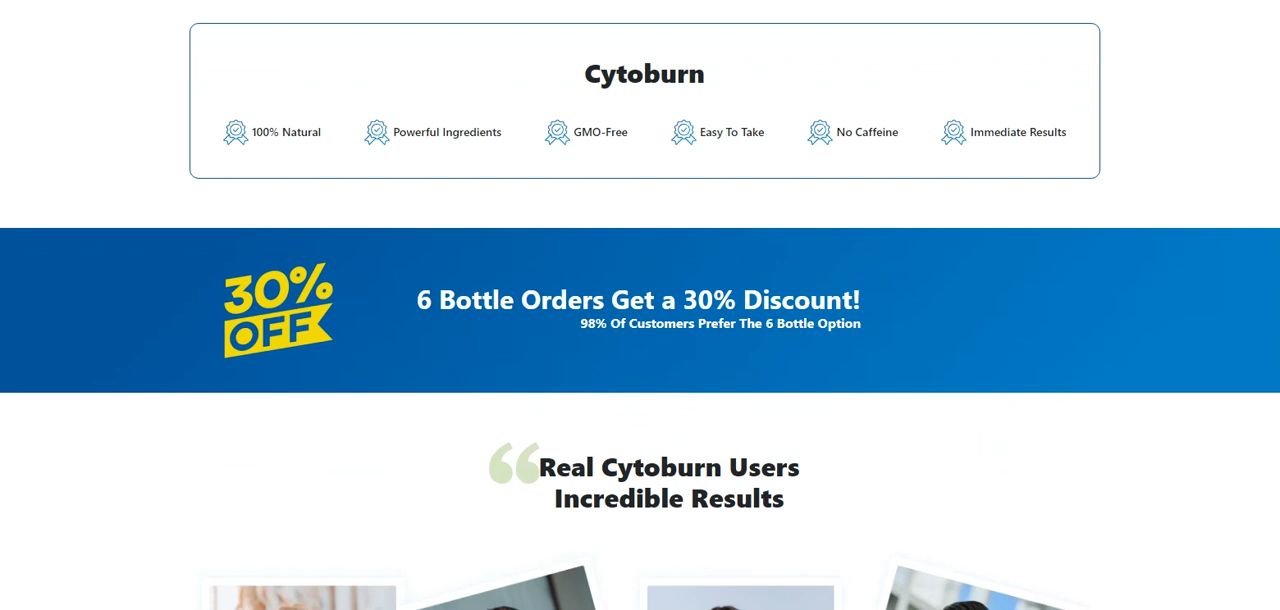 Cytoburn
100% Natural
Powerful Ingredients
GMO-Free
Easy To Take
No Caffeine
Immediate Results
30%
OFF
6 Bottle Orders Get a 30% Discount!
98% Of Customers Prefer The 6 Bottle Option
Real Cytoburn Users
Incredible Results